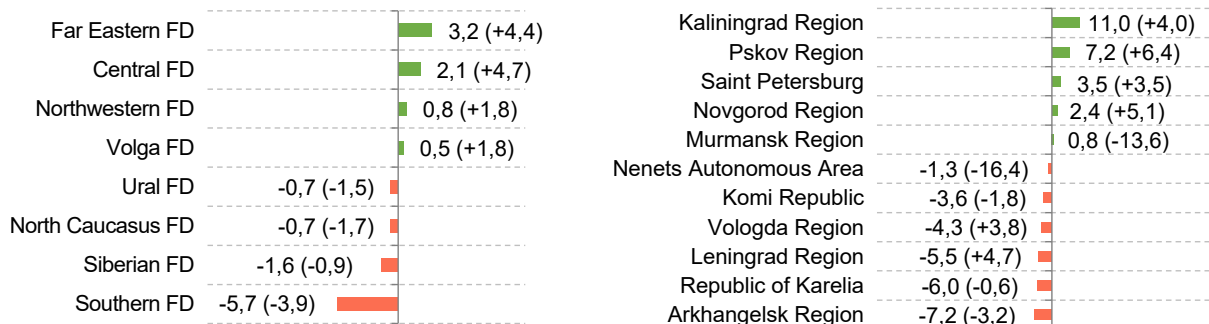 Far Eastern FD 3,2 (+4,4)
Central FD 2,1 (+4,7)
Northwestern FD 0,8 (+1,8)
Volga FD 0,5 (+1,8)
Ural FD -0,7 (-1,5)
North Caucasus FD -0,7 (-1,7)
Siberian FD -1,6 (-0,9)
Southern FD -5,7 (-3,9)
Kaliningrad Region 11,0 (+4,0)
Pskov Region 7,2 (+6,4)
Saint Petersburg 3,5 (+3,5)
Novgorod Region 2,4 (+5,1)
Murmansk Region 0,8 (-13,6)
Nenets Autonomous Area -1,3 (-16,4)
Komi Republic -3,6 (-1,8)
Vologda Region -4,3 (+3,8)
Leningrad Region -5,5 (+4,7)
Republic of Karelia -6,0 (-0,6)
Arkhangelsk Region -7,2 (-3,2)